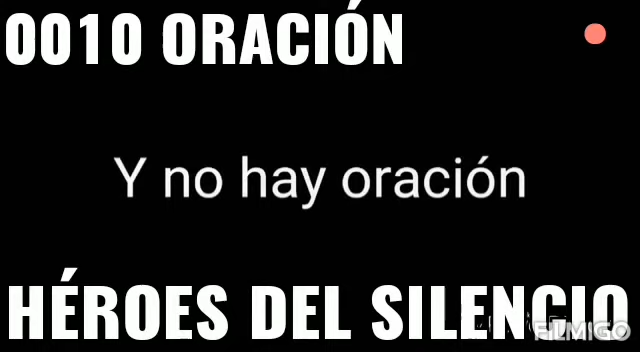 0010 ORACIÓN
Y no hay oración
HÉROES DEL SILENCIO
FILMIGO